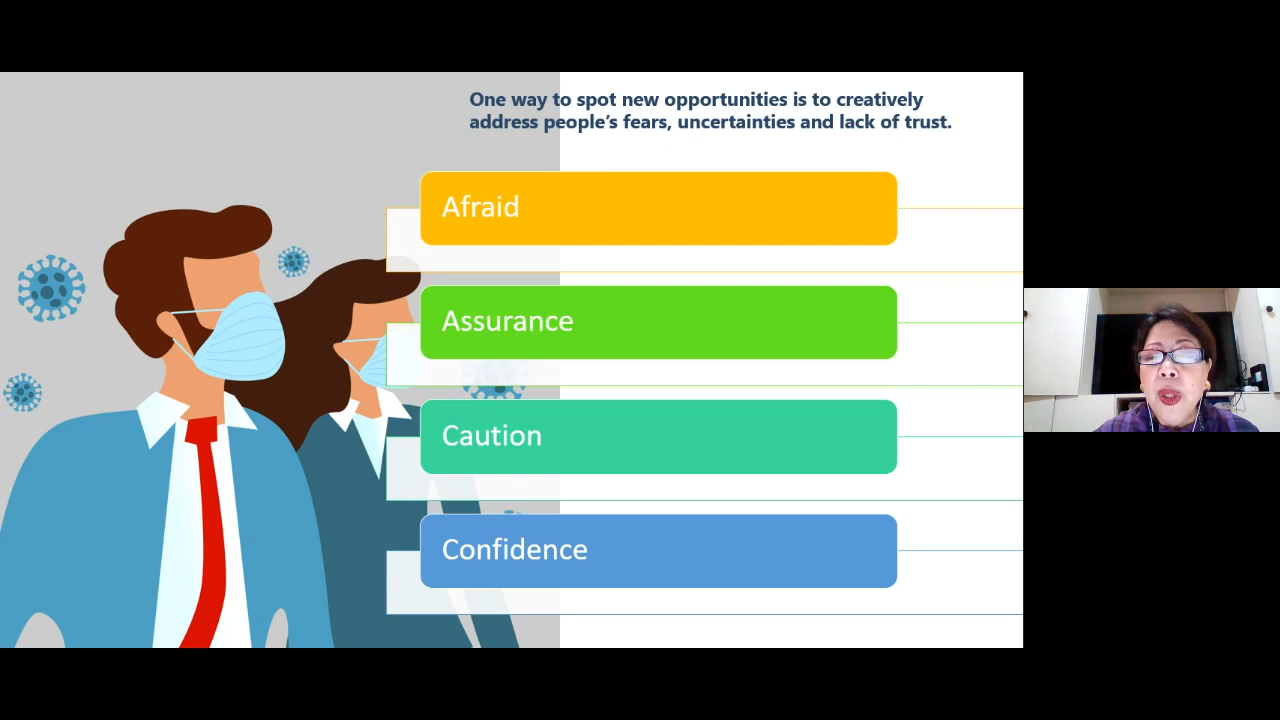 One way to spot new opportunities is to creatively
address people’s fears, uncertainties and lack of trust.
Afraid
Assurance
Caution
Confidence